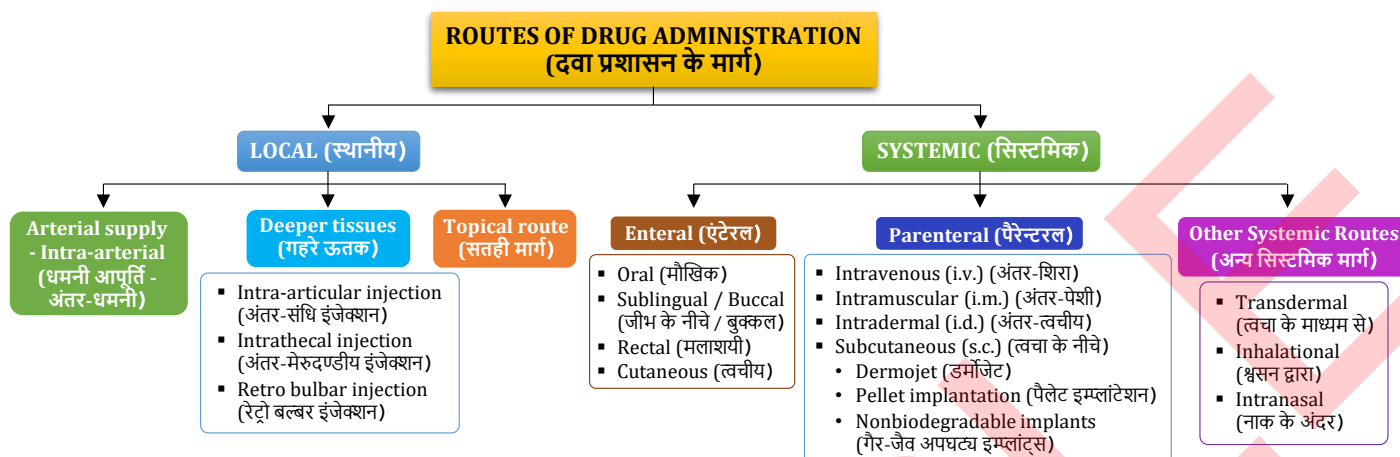 ROUTES OF DRUG ADMINISTRATION
(दवा प्रशासन के मार्ग)
LOCAL (स्थानीय)
SYSTEMIC (सिस्टमिक)
Arterial supply
- Intra-arterial
(धमनी आपूर्ति -
अंतर-धमनी)
Deeper tissues
(गहरे ऊतक)
▪ Intra-articular injection
(अंतर-संधि इंजेक्शन)
▪ Intrathecal injection
(अंतर-मेरुदण्डीय इंजेक्शन)
▪ Retro bulbar injection
(रेट्रो बल्बर इंजेक्शन)
Topical route
(सतही मार्ग)
Enteral (एंटेरल)
▪ Oral (मौखिक)
▪ Sublingual / Buccal
(जीभ के नीचे / बुक्कल)
▪ Rectal (मलाशयी)
▪ Cutaneous (त्वचीय)
Parenteral (पैरेन्टरल)
▪ Intravenous (i.v.) (अंतर-शिरा)
▪ Intramuscular (i.m.) (अंतर-पेशी)
▪ Intradermal (i.d.) (अंतर-त्वचीय)
▪ Subcutaneous (s.c.) (त्वचा के नीचे)
• Dermojet (डर्मोजेट)
• Pellet implantation (पैलेट इम्प्लांटेशन)
• Nonbiodegradable implants
(गैर-जैव अपघट्य इम्प्लांट्स)
Other Systemic Routes
(अन्य सिस्टमिक मार्ग)
▪ Transdermal
(त्वचा के माध्यम से)
▪ Inhalational
(श्वसन द्वारा)
▪ Intranasal
(नाक के अंदर)